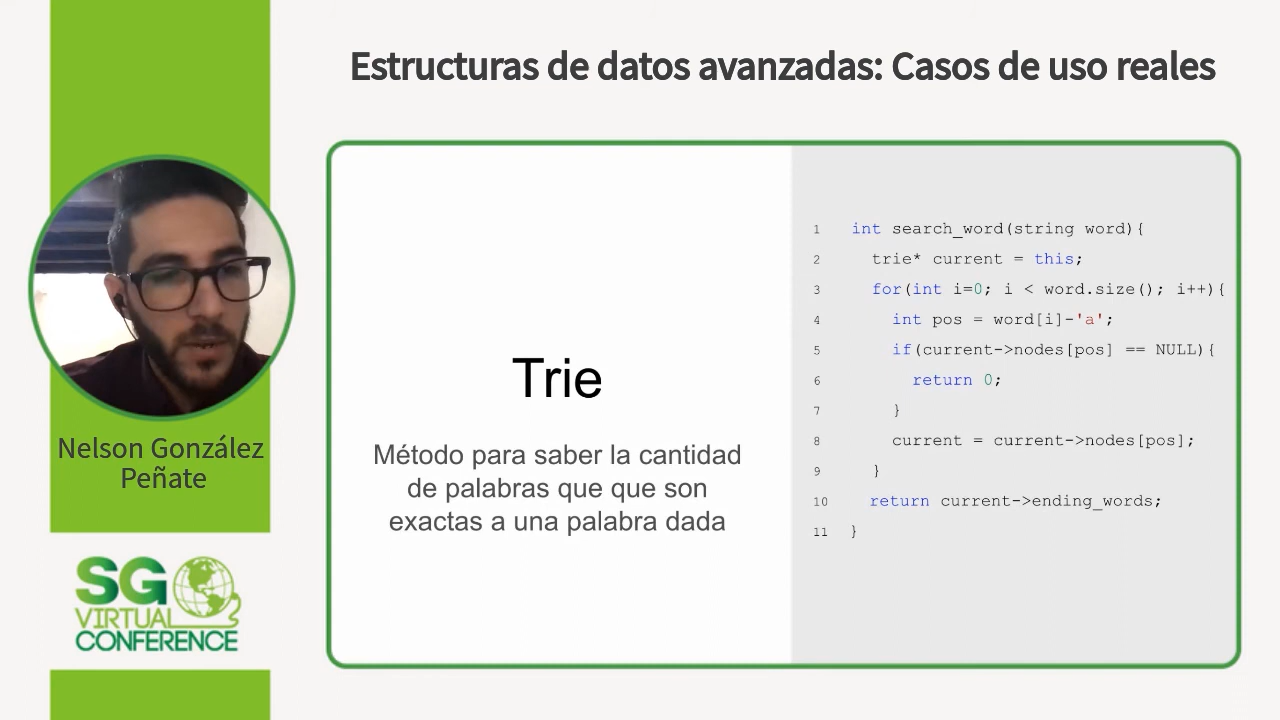 Estructuras de datos avanzadas: Casos de uso reales
Nelson González
Peñate
SG
VIRTUAL
CONFERENCE
Trie
Método para saber la cantidad
de palabras que que son
exactas a una palabra dada
1 int search_word(string word){
2 trie* current = this;
3 for(int i=0; i < word.size(); i++){
4 int pos = word[i]-'a';
5 if(current->nodes[pos] == NULL){
6 return 0;
7 }
8 current = current->nodes[pos];
9 }
10 return current->ending_words;
11 }